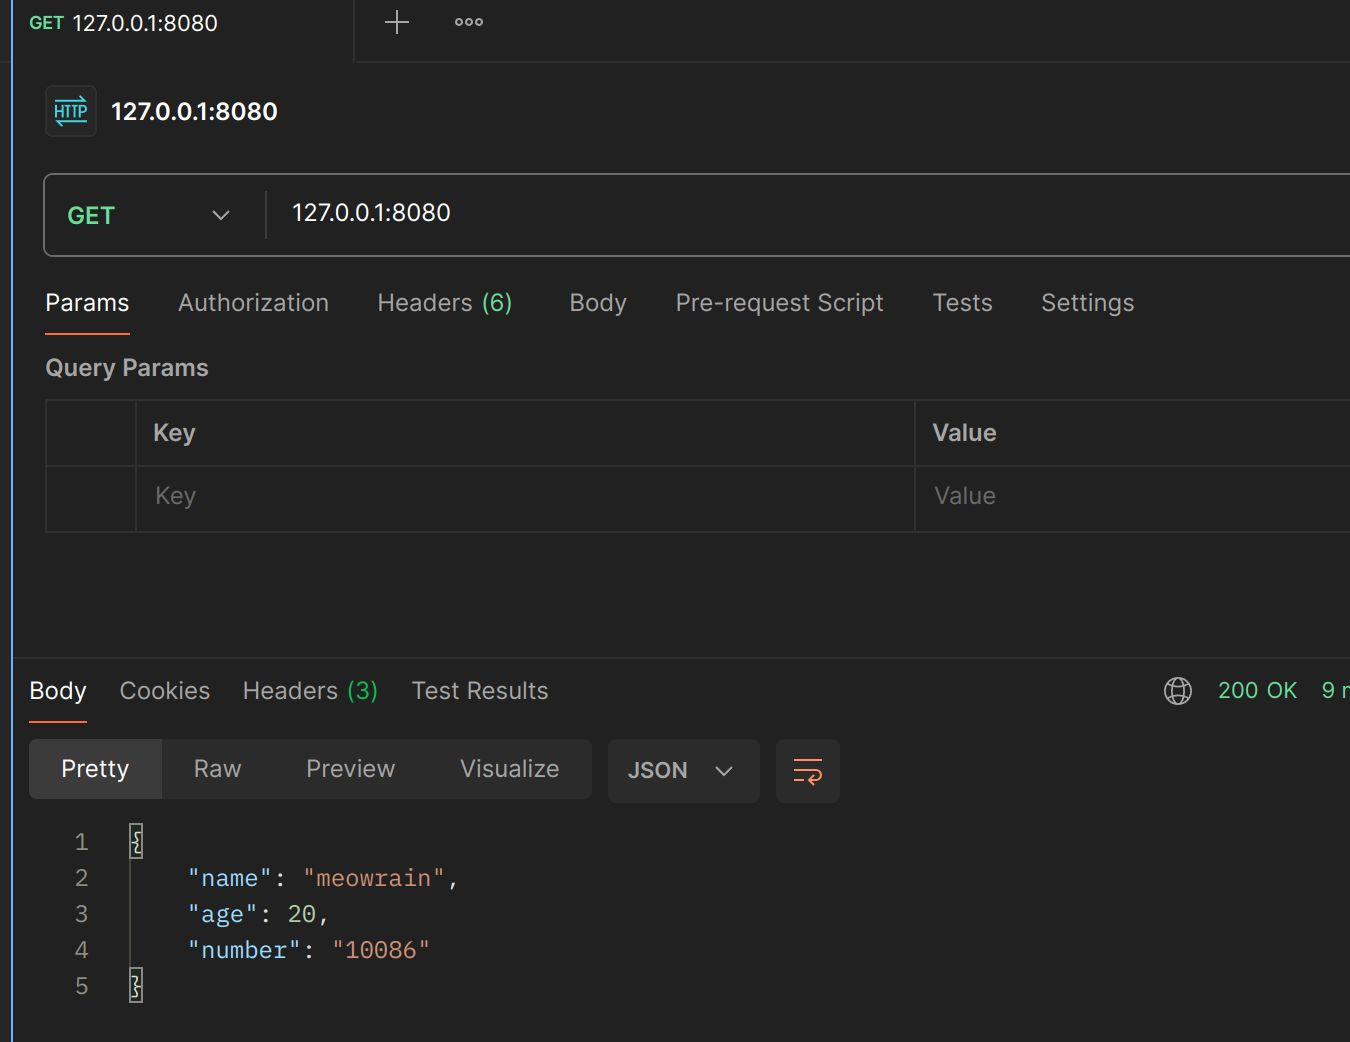 GET 127.0.0.1:8080
HTTP 127.0.0.1:8080
GET 127.0.0.1:8080
Params Authorization Headers (6) Body Pre-request Script Tests Settings
Query Params
Key Value
Key Value
Body Cookies Headers (3) Test Results 200 OK 9
Pretty Raw Preview Visualize JSON
1 {
2 "name": "meowrain",
3 "age": 20,
4 "number": "10086"
5 }